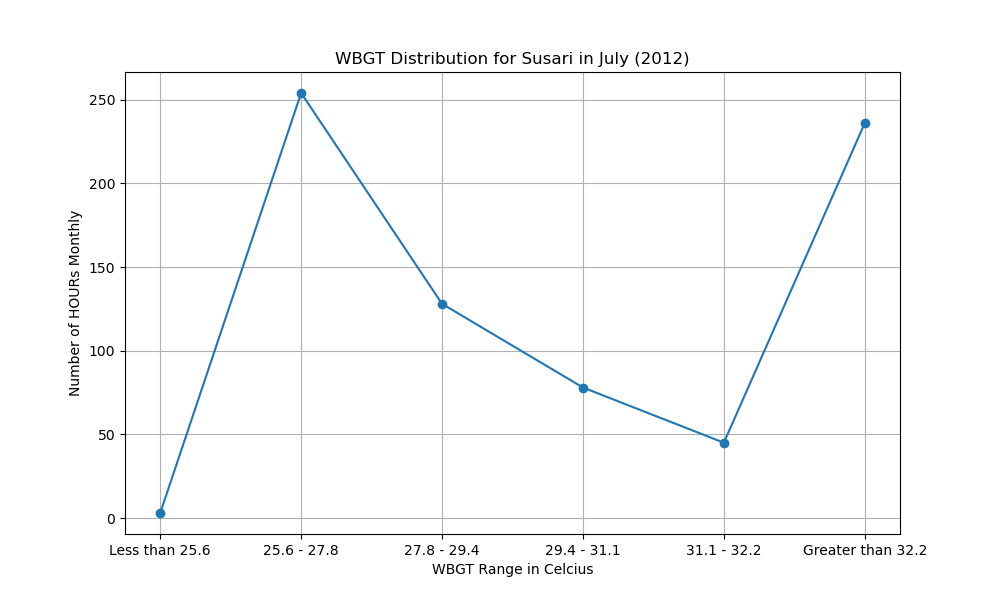 WBGT Distribution for Susari in July (2012)
Number of HOURs Monthly
250
200
150
100
50
0
Less than 25.6
25.6 - 27.8
27.8 - 29.4
29.4 - 31.1
31.1 - 32.2
Greater than 32.2
WBGT Range in Celcius